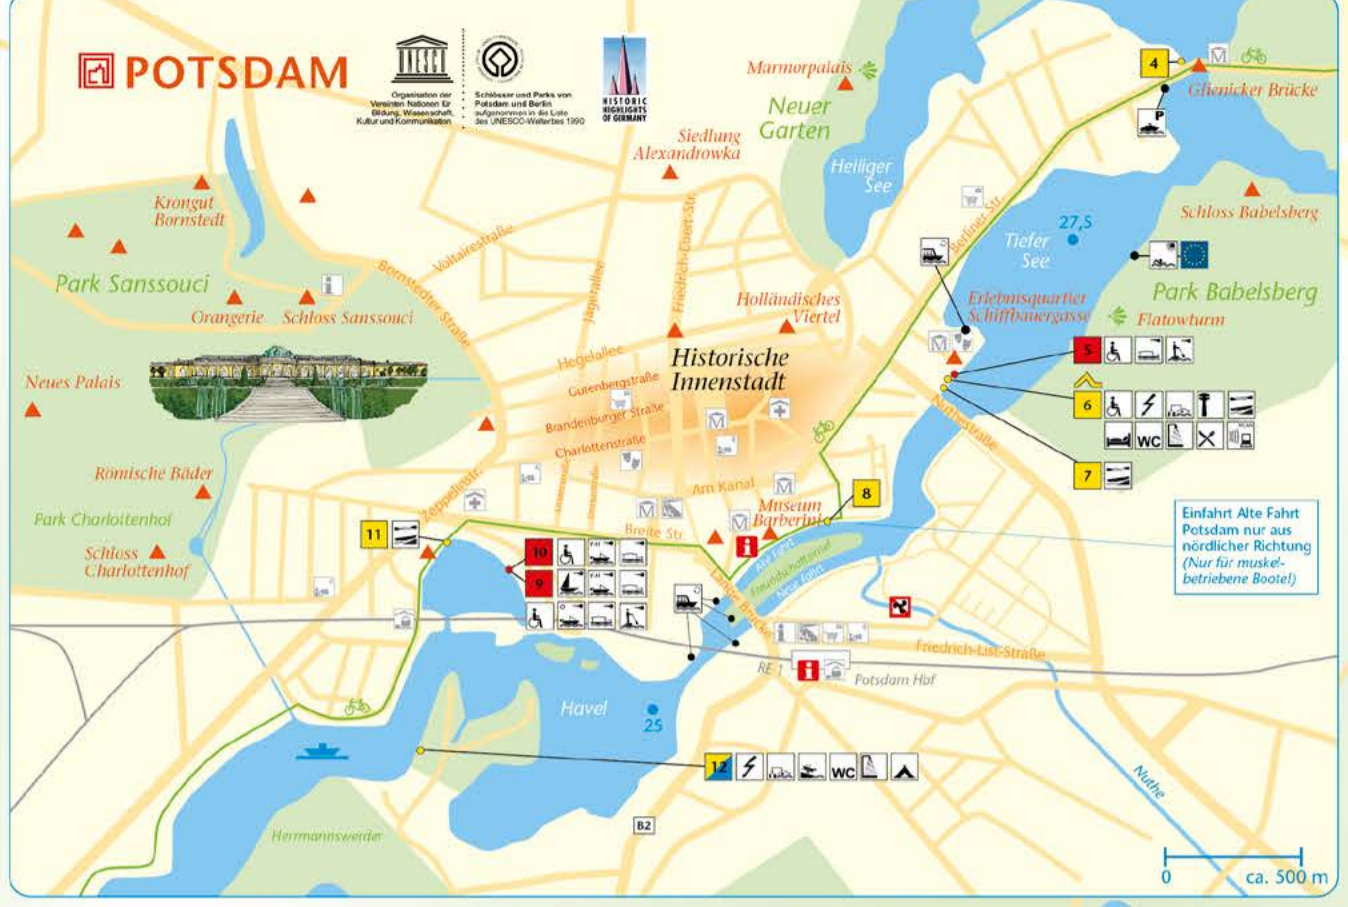 POTSDAM
UNESCO
Organisation der
Vereinten Nationen für
Bildung, Wissenschaft,
Kultur und Kommunikation
Schlösser und Parks von
Potsdam und Berlin
aufgenommen in die Liste
des UNESCO-Welterbes 1990
HISTORIC
HIGHLIGHTS
OF GERMANY
Marmorpalais
Neuer
Garten
Siedlung
Alexandrowka
Heiliger
See
4
Glienicker Brücke
P
Krongut
Bornstedt
Schloss Babelsberg
27,5
Tiefer
See
Berliner Str.
Voltairestraße
Bornstedter Straße
Jägerallee
Friedrich-Ebert-Str.
Park Sanssouci
Orangerie
Schloss Sanssouci
Holländisches
Viertel
Erlebnisquartier
Schiffbauergasse
Park Babelsberg
Flatowturm
Neues Palais
Hegelallee
Historische
Innenstadt
Gutenbergstraße
Brandenburger Straße
Charlottenstraße
5
6
WC
WLAN
7
Nuthestraße
Römische Bäder
Zeppelinstr.
Am Kanal
8
Park Charlottenhof
Museum
Barberini
Breite Str.
Schloss
Charlottenhof
11
10
9
Alte Fahrt
Freundschaftsinsel
Neue Fahrt
Lange Brücke
Einfahrt Alte Fahrt
Potsdam nur aus
nördlicher Richtung
(Nur für muskel-
betriebene Boote!)
Friedrich-List-Straße
RE 1
Potsdam Hbf
Havel
25
12
WC
Nuthe
B2
Herrmannswerder
0
ca. 500 m